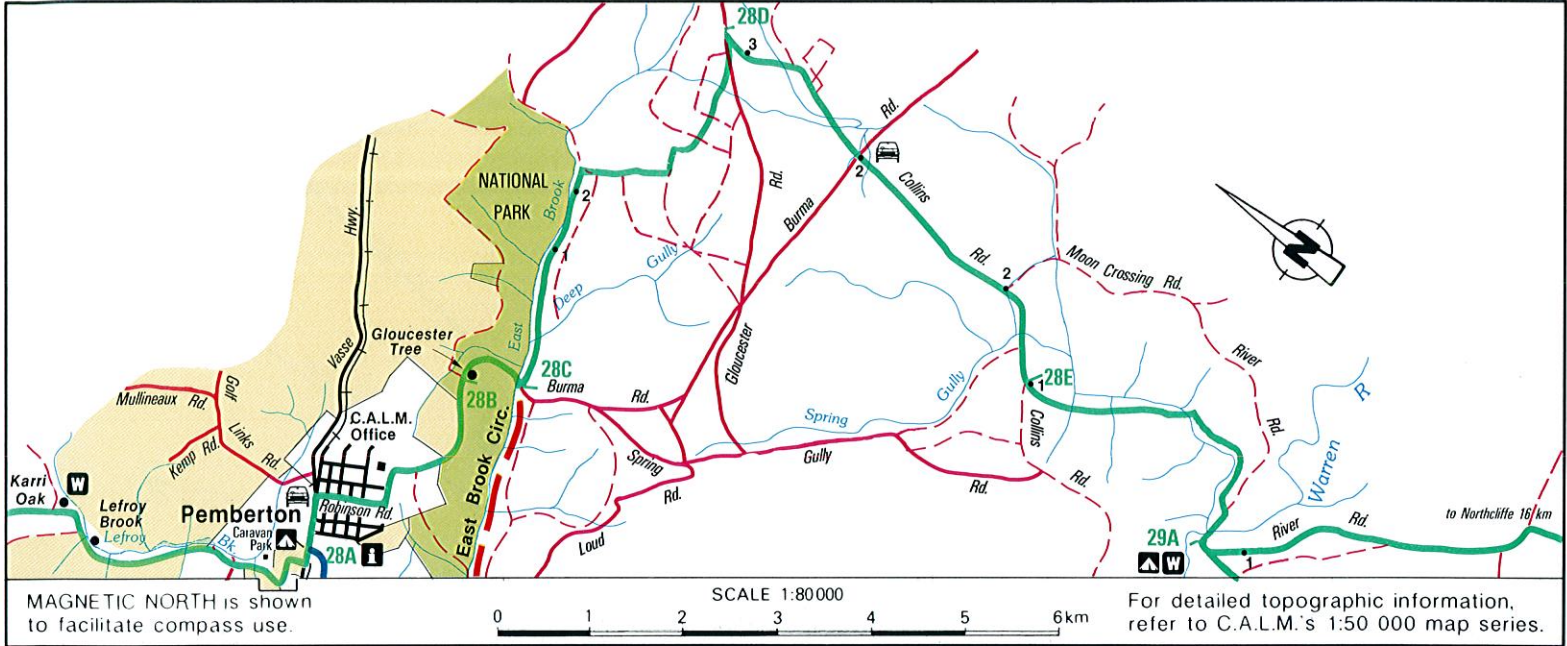 28D
3
Rd.
2
Collins
Burma
Rd.
NATIONAL
PARK
Brook
2
1
East
Deep
Gully
Hwy.
Vasse
Gloucester
Tree
28B
28C
Burma
Rd.
Gloucester
Rd.
2
Moon Crossing Rd.
N
River
Rd.
28E
1
Collins
Rd.
Gully
Spring
Mullineaux Rd.
Golf
Links
Rd.
Kemp Rd.
C.A.L.M.
Office
East Brook Circ.
Spring
Gully
Rd.
Rd.
Loud
Karri
Oak
W
Lefroy
Brook
Lefroy
Bk.
Pemberton
Robinson Rd.
Caravan
Park
28A
i
Warren
R
29A
W
1
River
Rd.
to Northcliffe 16 km
MAGNETIC NORTH is shown
to facilitate compass use.
SCALE 1:80000
0 1 2 3 4 5 6km
For detailed topographic information,
refer to C.A.L.M.'s 1:50 000 map series.